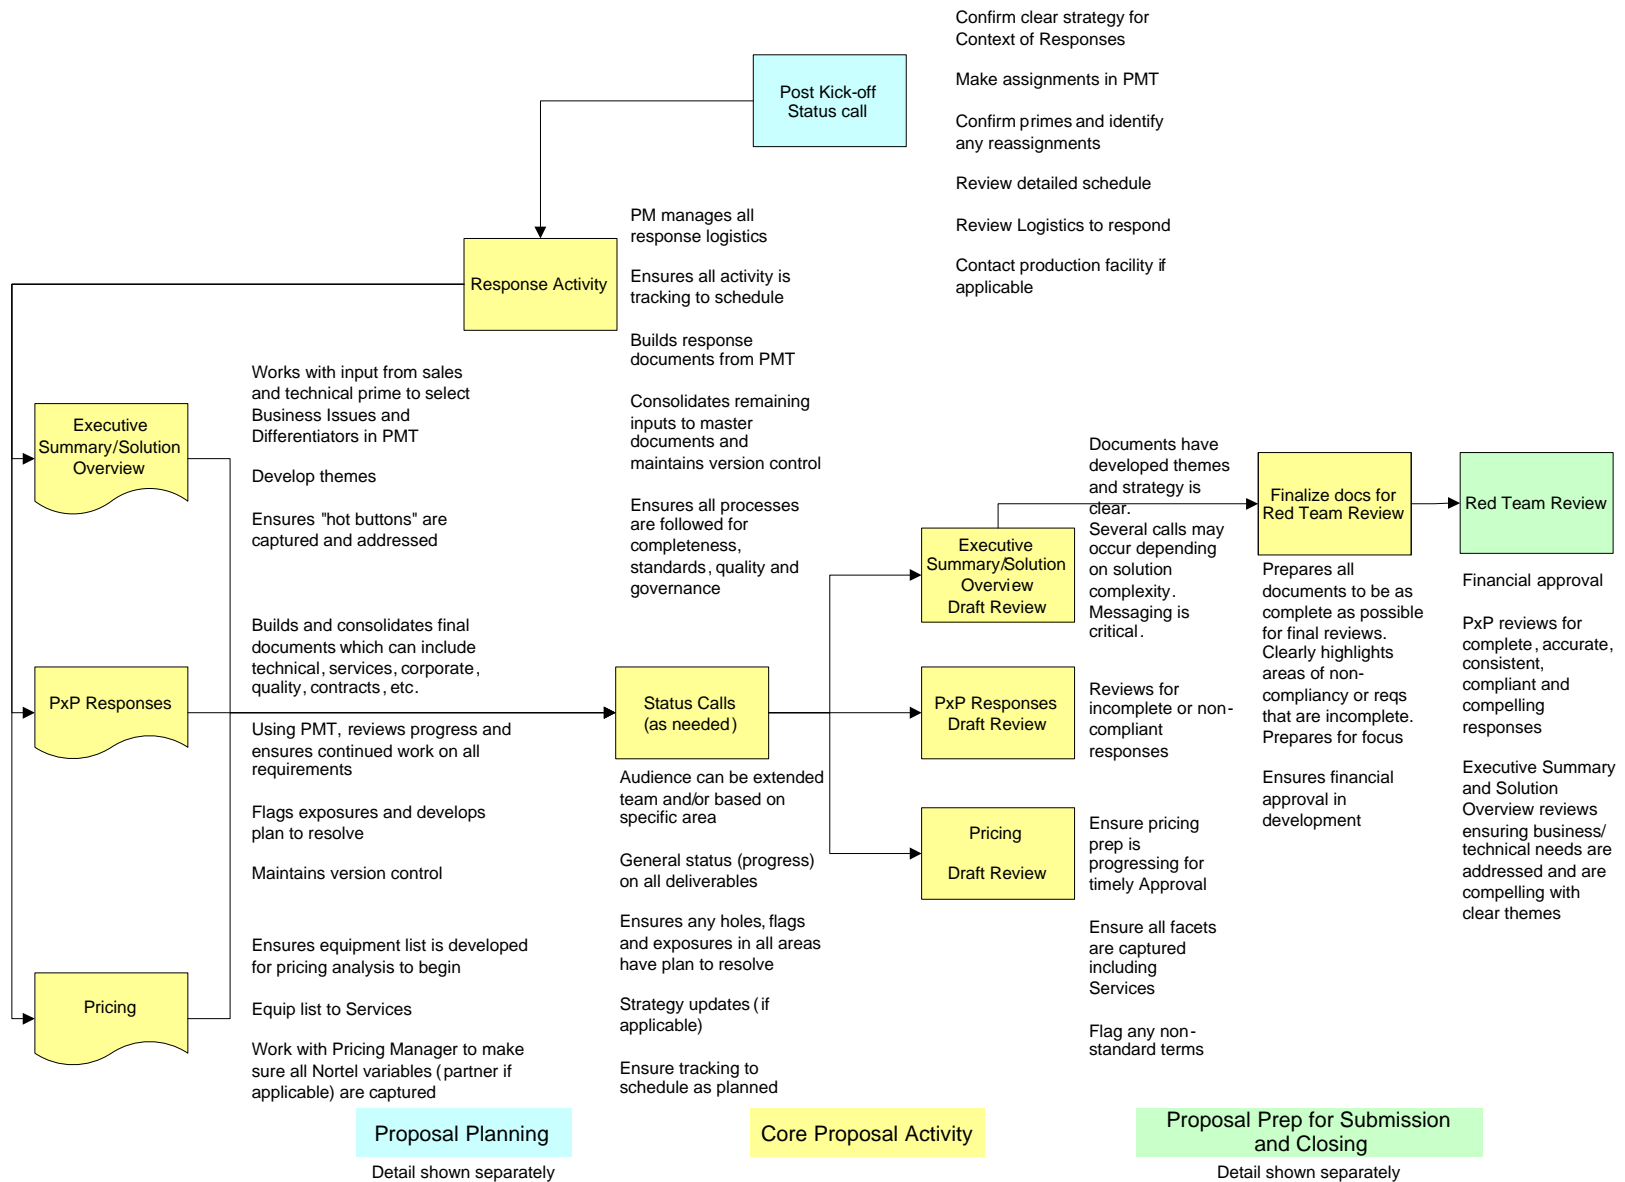 Confirm clear strategy for
Context of Responses
Make assignments in PMT
Confirm primes and identify
any reassignments
Review detailed schedule
Review Logistics to respond
Contact production facility if
applicable
Post Kick-off
Status call
Response Activity
PM manages all
response logistics
Ensures all activity is
tracking to schedule
Builds response
documents from PMT
Consolidates remaining
inputs to master
documents and
maintains version control
Ensures all processes
are followed for
completeness,
standards, quality and
governance
Executive
Summary/Solution
Overview
Works with input from sales
and technical prime to select
Business Issues and
Differentiators in PMT
Develop themes
Ensures "hot buttons" are
captured and addressed
PxP Responses
Builds and consolidates final
documents which can include
technical, services, corporate,
quality, contracts, etc.
Using PMT, reviews progress and
ensures continued work on all
requirements
Flags exposures and develops
plan to resolve
Maintains version control
Pricing
Ensures equipment list is developed
for pricing analysis to begin
Equip list to Services
Work with Pricing Manager to make
sure all Nortel variables (partner if
applicable) are captured
Status Calls
(as needed)
Audience can be extended
team and/or based on
specific area
General status (progress)
on all deliverables
Ensures any holes, flags
and exposures in all areas
have plan to resolve
Strategy updates (if
applicable)
Ensure tracking to
schedule as planned
Executive
Summary/Solution
Overview
Draft Review
Documents have
developed themes
and strategy is
clear.
Several calls may
occur depending
on solution
complexity.
Messaging is
critical.
PxP Responses
Draft Review
Reviews for
incomplete or non-
compliant
responses
Pricing
Draft Review
Ensure pricing
prep is
progressing for
timely Approval
Ensure all facets
are captured
including
Services
Flag any non-
standard terms
Finalize docs for
Red Team Review
Prepares all
documents to be as
complete as possible
for final reviews.
Clearly highlights
areas of non-
compliancy or reqs
that are incomplete.
Prepares for focus
Ensures financial
approval in
development
Red Team Review
Financial approval
PxP reviews for
complete, accurate,
consistent,
compliant and
compelling
responses
Executive Summary
and Solution
Overview reviews
ensuring business/
technical needs are
addressed and are
compelling with
clear themes
Proposal Planning
Detail shown separately
Core Proposal Activity
Proposal Prep for Submission
and Closing
Detail shown separately